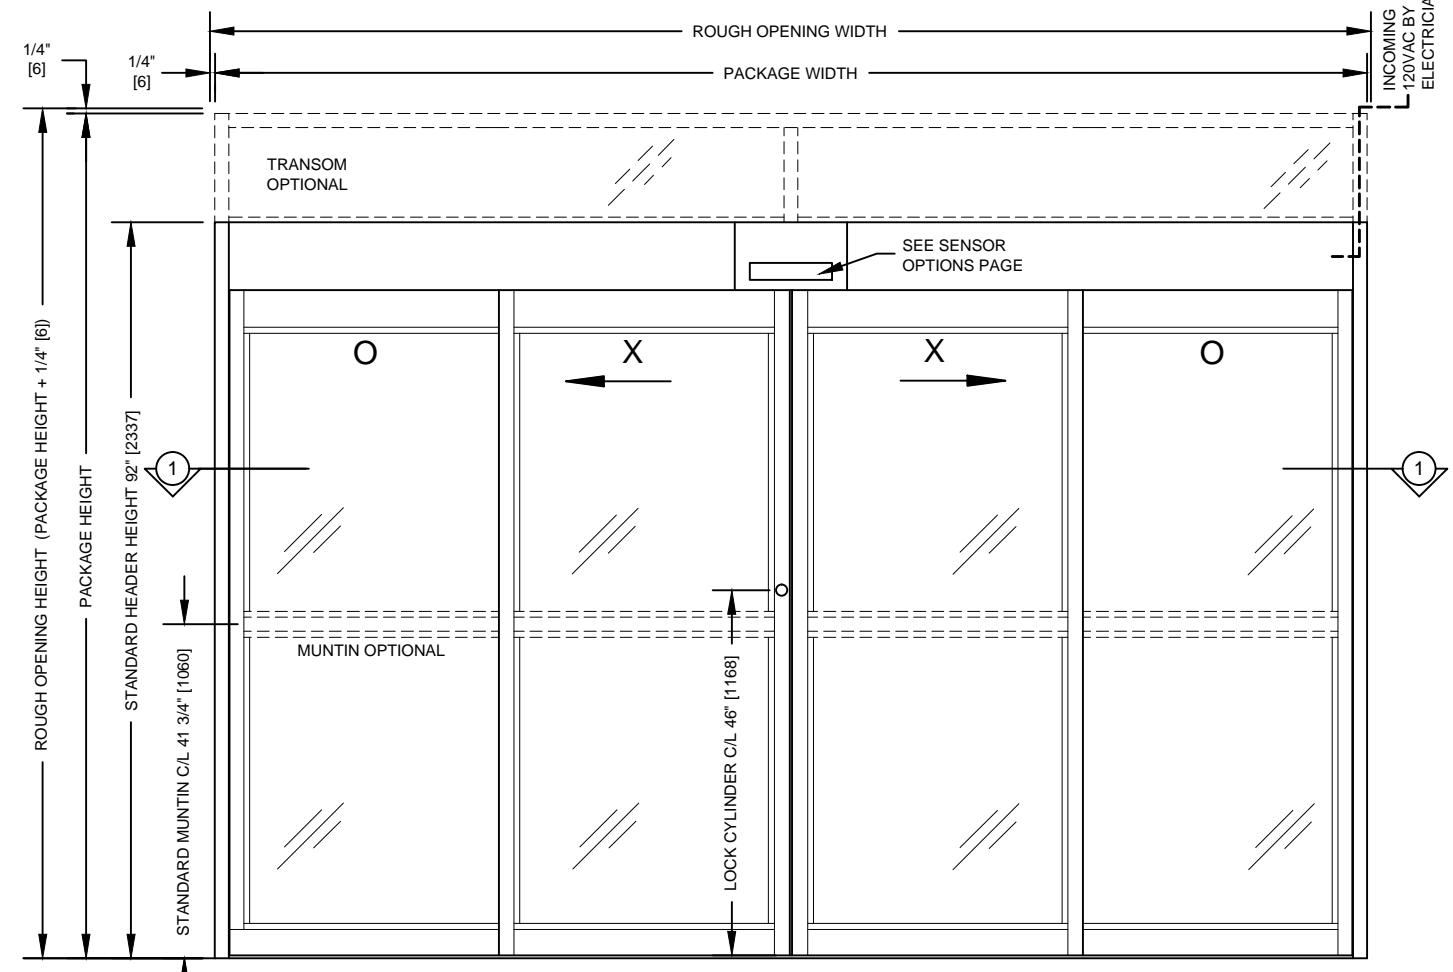 ROUGH OPENING WIDTH
PACKAGE WIDTH
1/4"
[6]
1/4"
[6]
INCOMING
120VAC BY
TRANSOM
OPTIONAL
SEE SENSOR
OPTIONS PAGE
O
X
X
O
1
1
ROUGH OPENING HEIGHT (PACKAGE HEIGHT + 1/4" [6])
PACKAGE HEIGHT
STANDARD HEADER HEIGHT 92" [2337]
STANDARD MUNTIN C/L 41 3/4" [1060]
MUNTIN OPTIONAL
LOCK CYLINDER C/L 46" [1168]